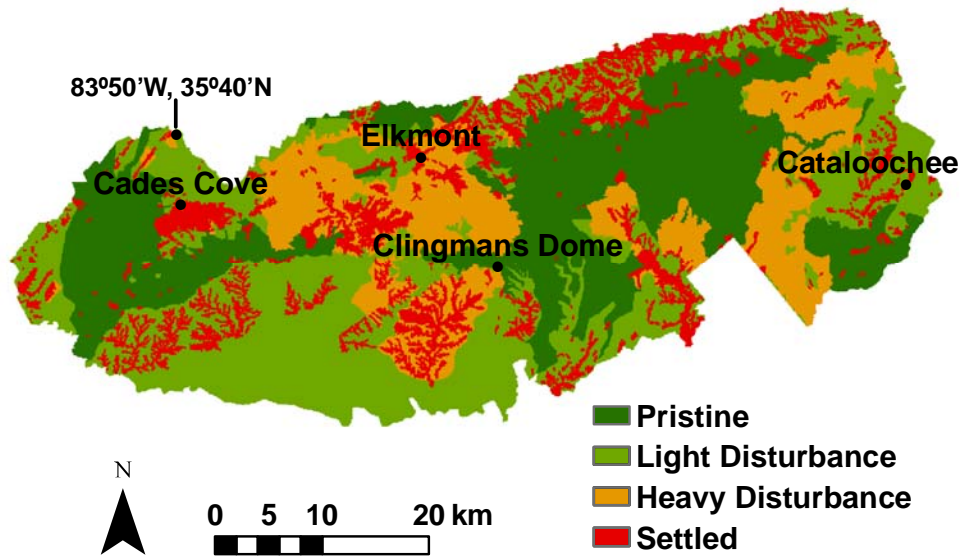 83º50'W, 35º40'N
Elkmont
Cataloochee
Cades Cove
Clingmans Dome
Pristine
Light Disturbance
Heavy Disturbance
Settled
N
0 5 10 20 km